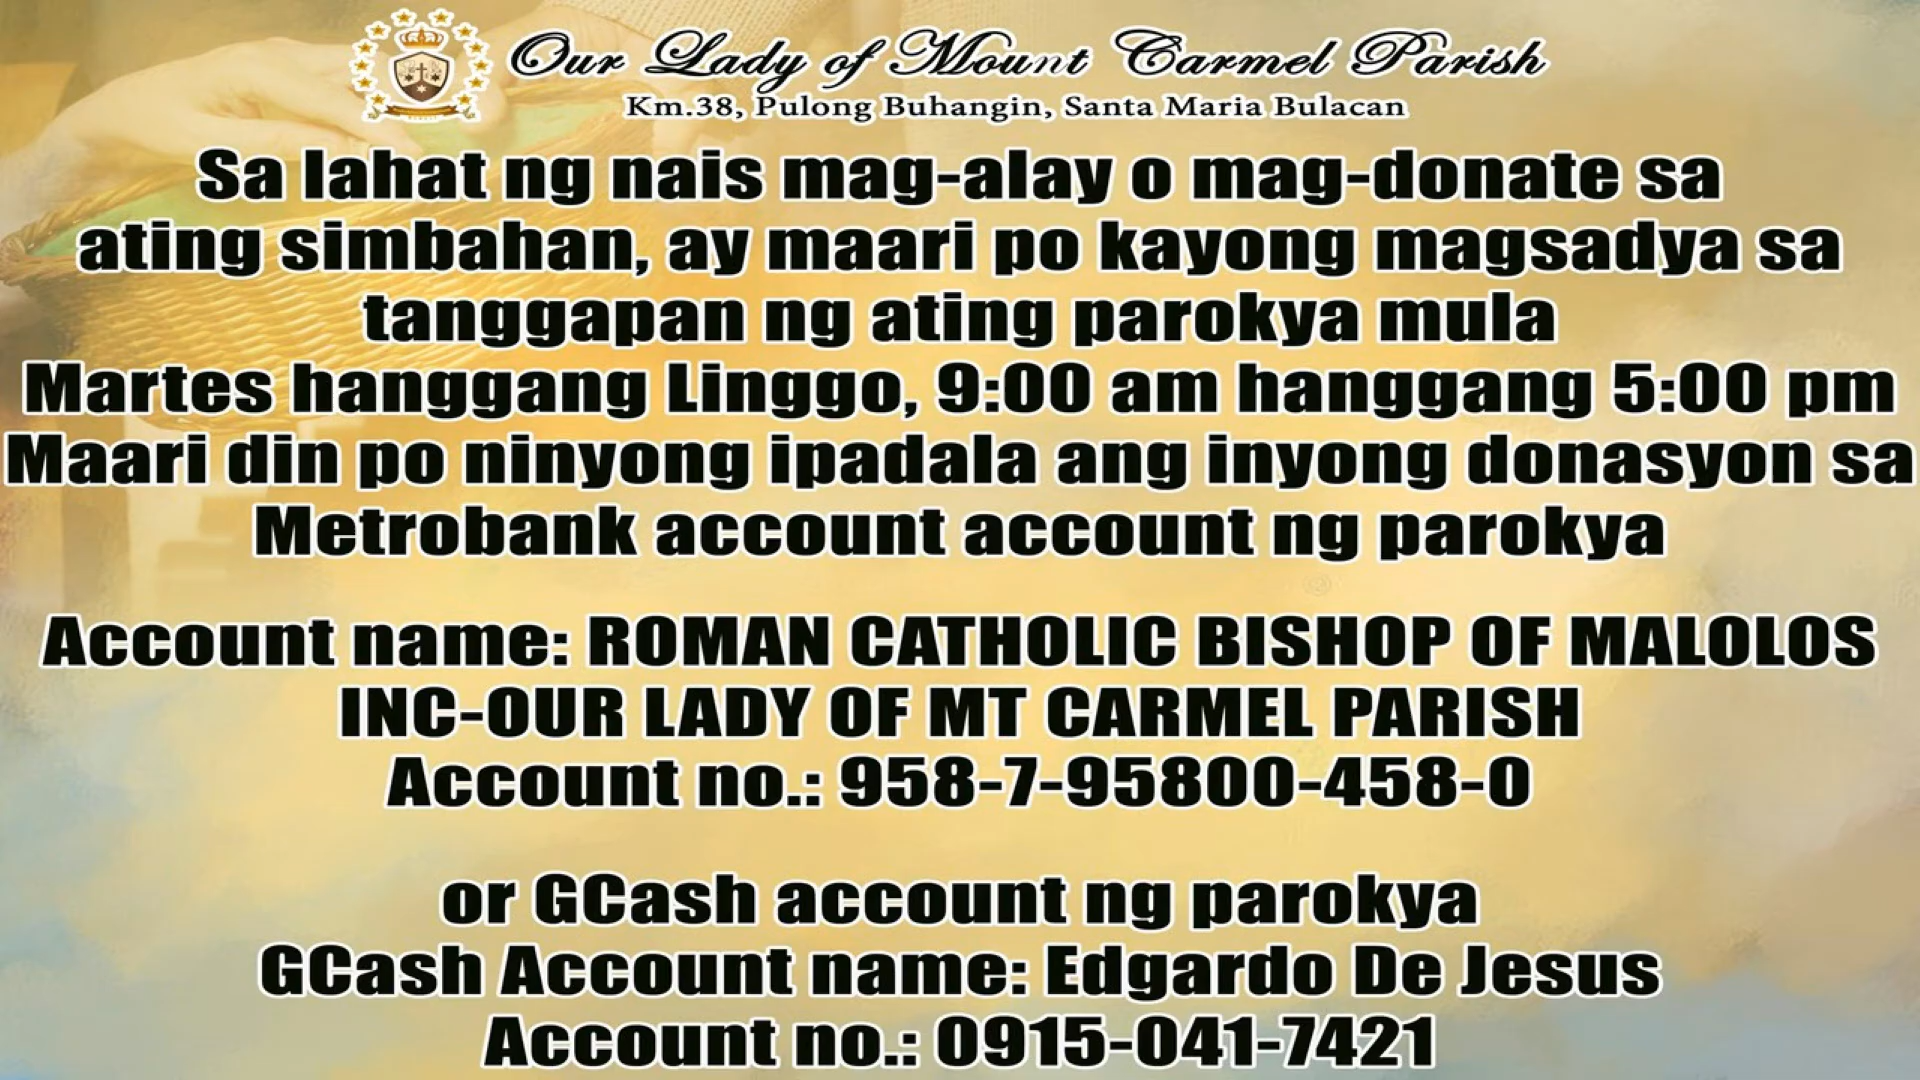 Our Lady of Mount Carmel Parish
Km.38, Pulong Buhangin, Santa Maria Bulacan
Sa lahat ng nais mag-alay o mag-donate sa
ating simbahan, ay maari po kayong magsadya sa
tanggapan ng ating parokya mula
Martes hanggang Linggo, 9:00 am hanggang 5:00 pm
Maari din po ninyong ipadala ang inyong donasyon sa
Metrobank account account ng parokya
Account name: ROMAN CATHOLIC BISHOP OF MALOLOS
INC-OUR LADY OF MT CARMEL PARISH
Account no.: 958-7-95800-458-0
or GCash account ng parokya
GCash Account name: Edgardo De Jesus
Account no.: 0915-041-7421